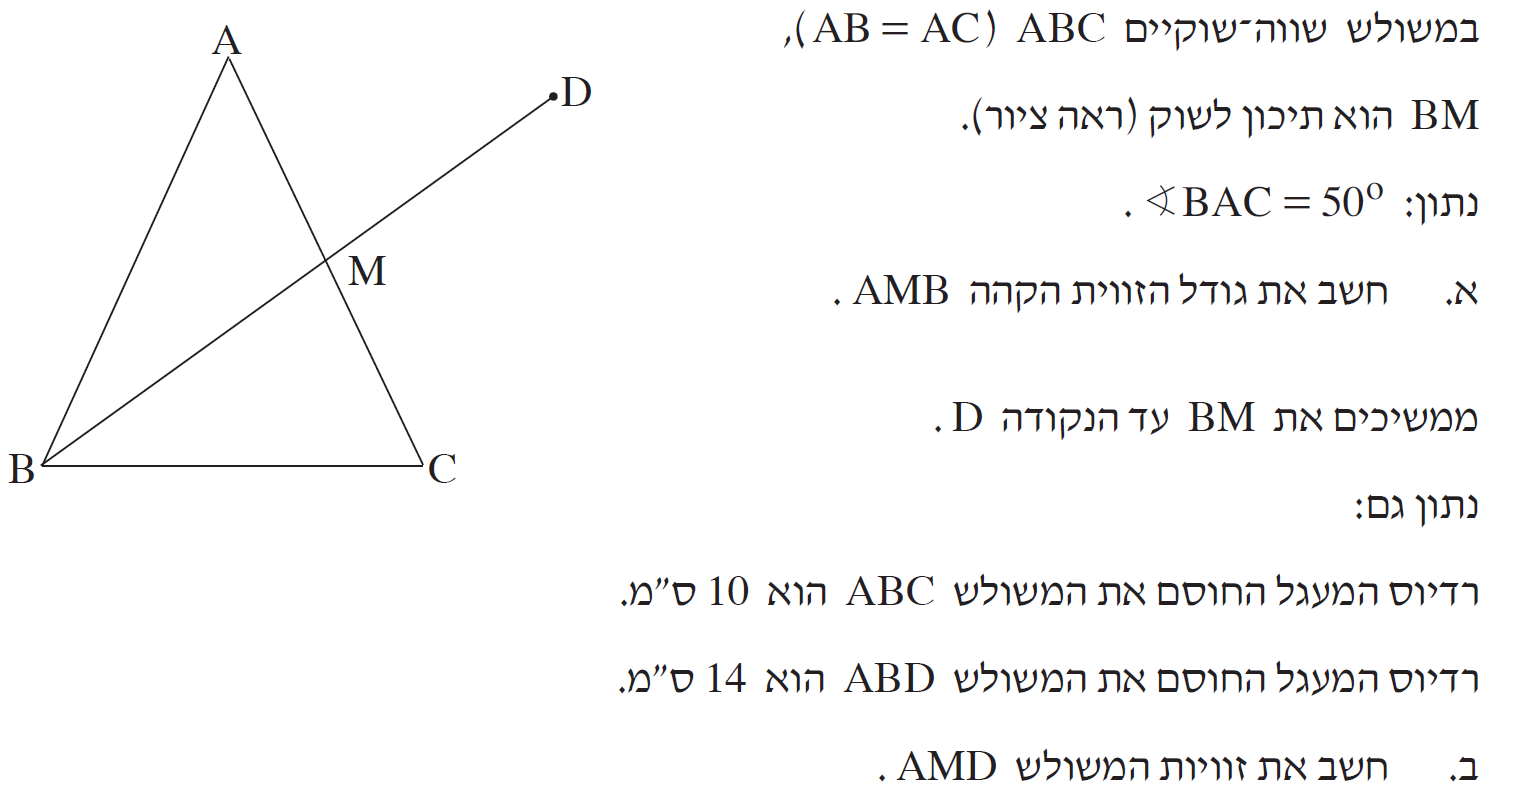 במשולש שווה־שוקיים ABC (AB = AC),
BM הוא תיכון לשוק (ראה ציור).
נתון: ∢BAC = 50° .
א. חשב את גודל הזווית הקהה AMB .
ממשיכים את BM עד הנקודה D .
נתון גם:
רדיוס המעגל החוסם את המשולש ABC הוא 10 ס"מ.
רדיוס המעגל החוסם את המשולש ABD הוא 14 ס"מ.
ב. חשב את זוויות המשולש AMD .
A
D
M
B
C